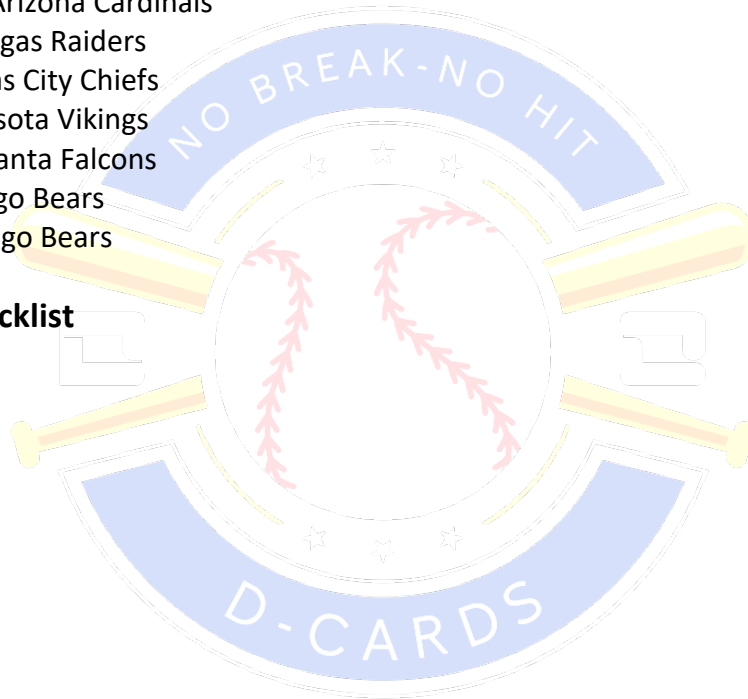 Arizona Cardinals
gas Raiders
s City Chiefs
sota Vikings
anta Falcons
go Bears
go Bears
cklist
NO BREAK-NO HIT
D-CARDS